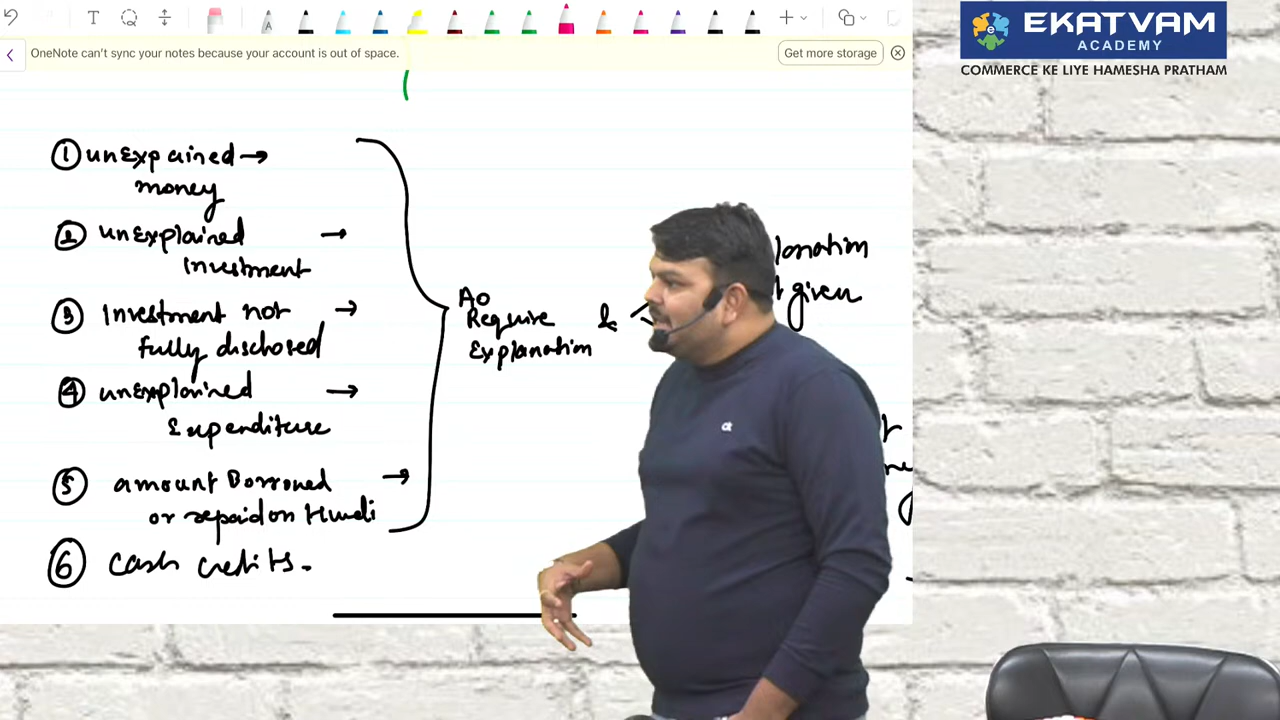 OneNote can't sync your notes because your account is out of space.
Get more storage
EKATVAM
ACADEMY
COMMERCE KE LIYE HAMESHA PRATHAM
① unExpained →
money
② unExplained →
Investment
③ Investment not →
fully disclosed
④ unExplained →
Expenditure
⑤ amount Borrowed →
or repaid on Hundi
⑥ cash credits.
AO
Require
Explanation
&
lanation
given